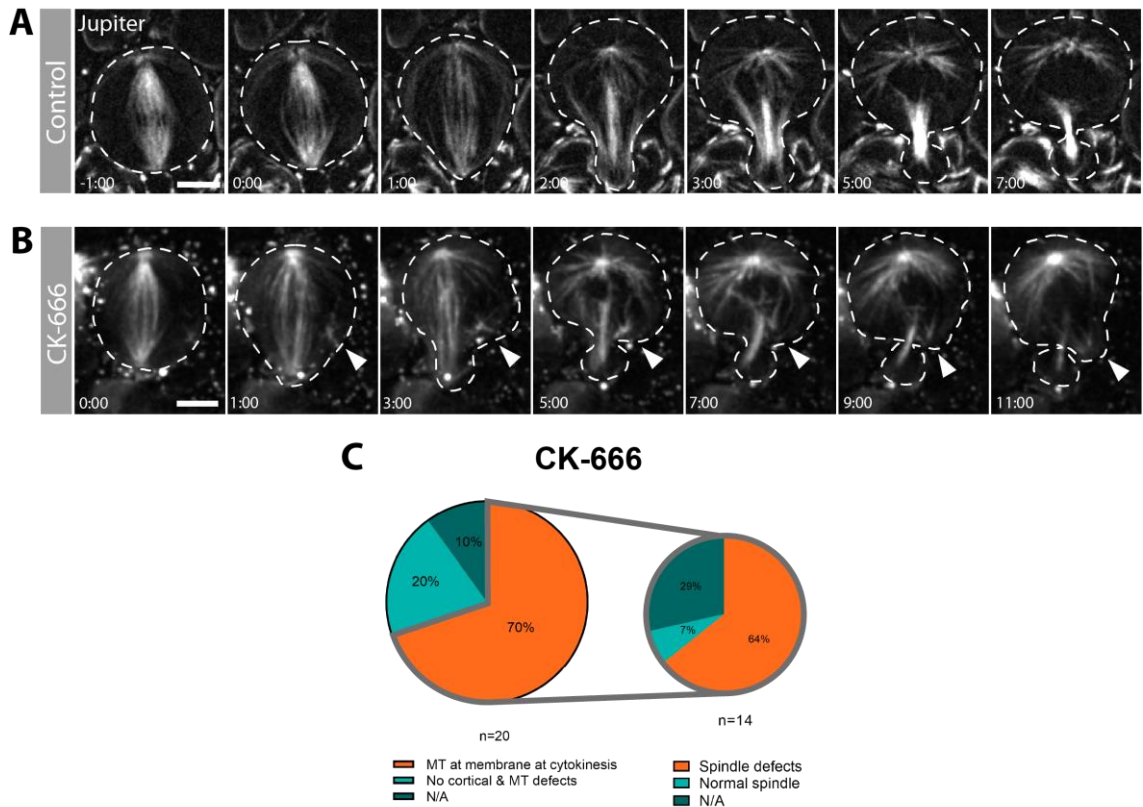 A
Control
Jupiter
-1:00
0:00
1:00
2:00
3:00
5:00
7:00
B
CK-666
0:00
1:00
3:00
5:00
7:00
9:00
11:00
C
CK-666
10%
20%
70%
29%
7%
64%
n=20
n=14
MT at membrane at cytokinesis
No cortical & MT defects
N/A
Spindle defects
Normal spindle
N/A